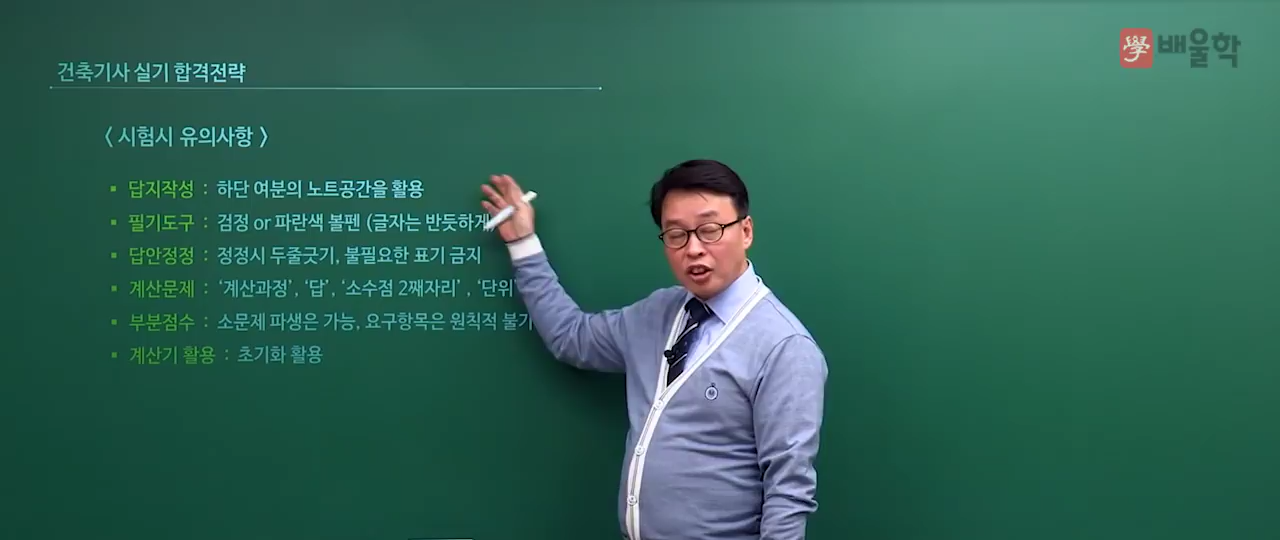 學 배울학
건축기사 실기 합격전략
〈 시험시 유의사항 〉
▪ 답지작성 : 하단 여분의 노트공간을 활용
▪ 필기도구 : 검정 or 파란색 볼펜 (글자는 반듯하게
▪ 답안정정 : 정정시 두줄긋기, 불필요한 표기 금지
▪ 계산문제 : ‘계산과정’, ‘답’, ‘소수점 2째자리’ , ‘단위’
▪ 부분점수 : 소문제 파생은 가능, 요구항목은 원칙적 불가
▪ 계산기 활용 : 초기화 활용